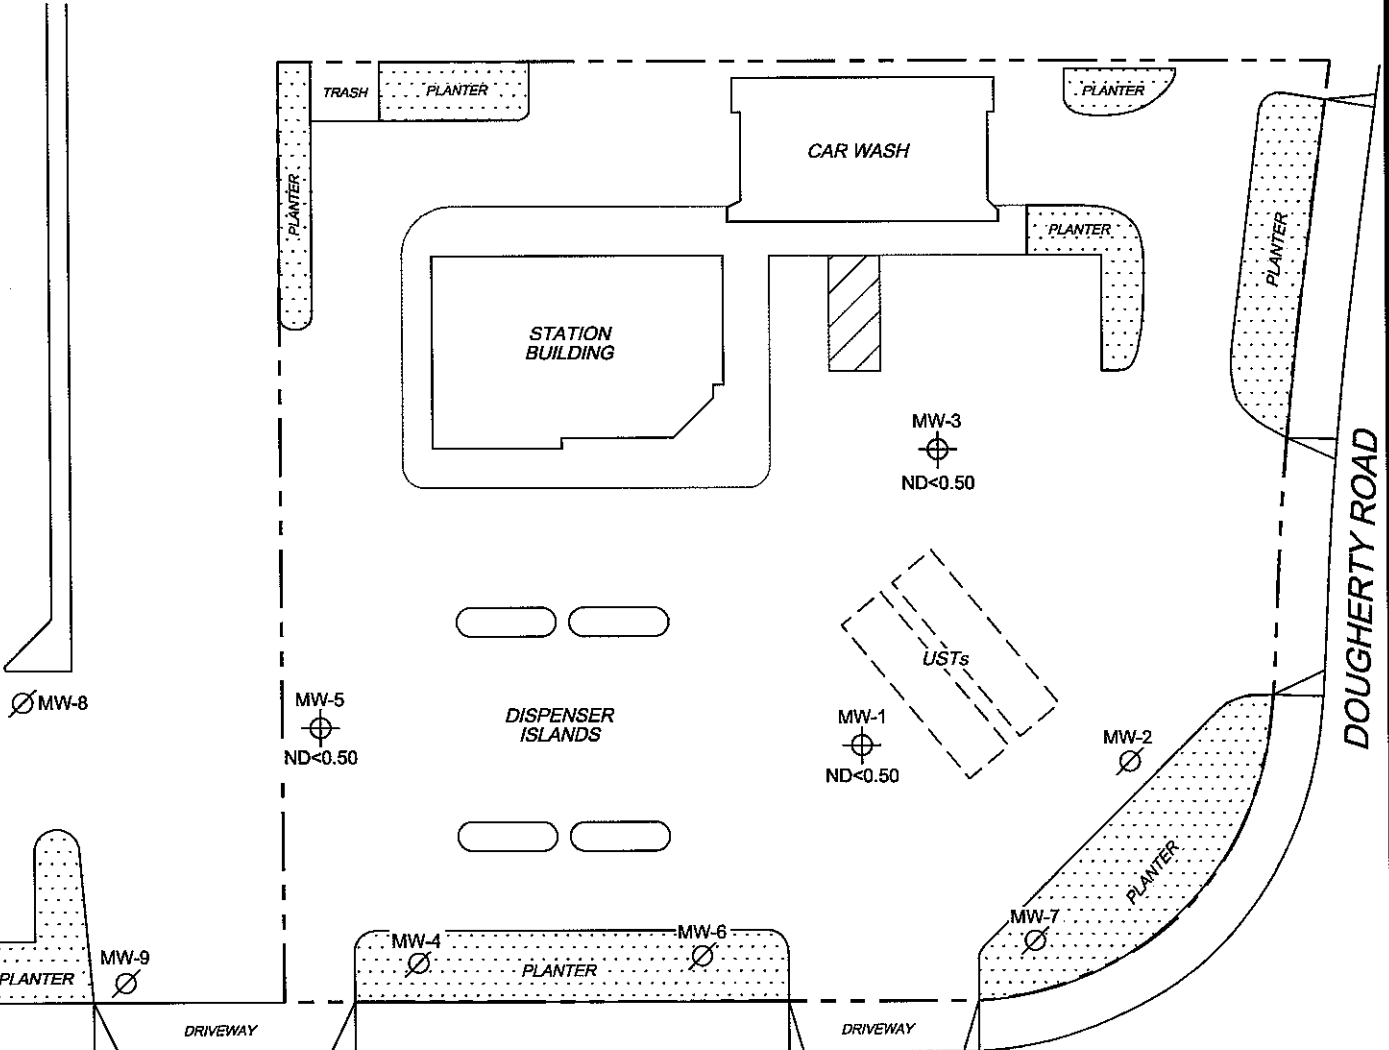 TRASH
PLANTER
PLANTER
CAR WASH
PLANTER
PLANTER
PLANTER
STATION
BUILDING
MW-3
ND<0.50
DOUGHERTY ROAD
USTs
MW-8
MW-5
ND<0.50
DISPENSER
ISLANDS
MW-1
ND<0.50
MW-2
PLANTER
MW-7
MW-4
MW-6
PLANTER
MW-9
PLANTER
DRIVEWAY
DRIVEWAY